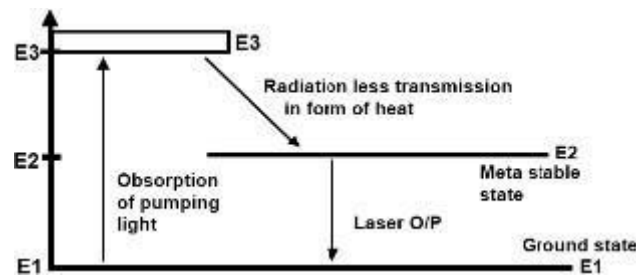 E3
E3
Radiation less transmission
in form of heat
E2
E2
Meta stable
state
Obsorption
of pumping
light
Laser O/P
Ground state
E1
E1